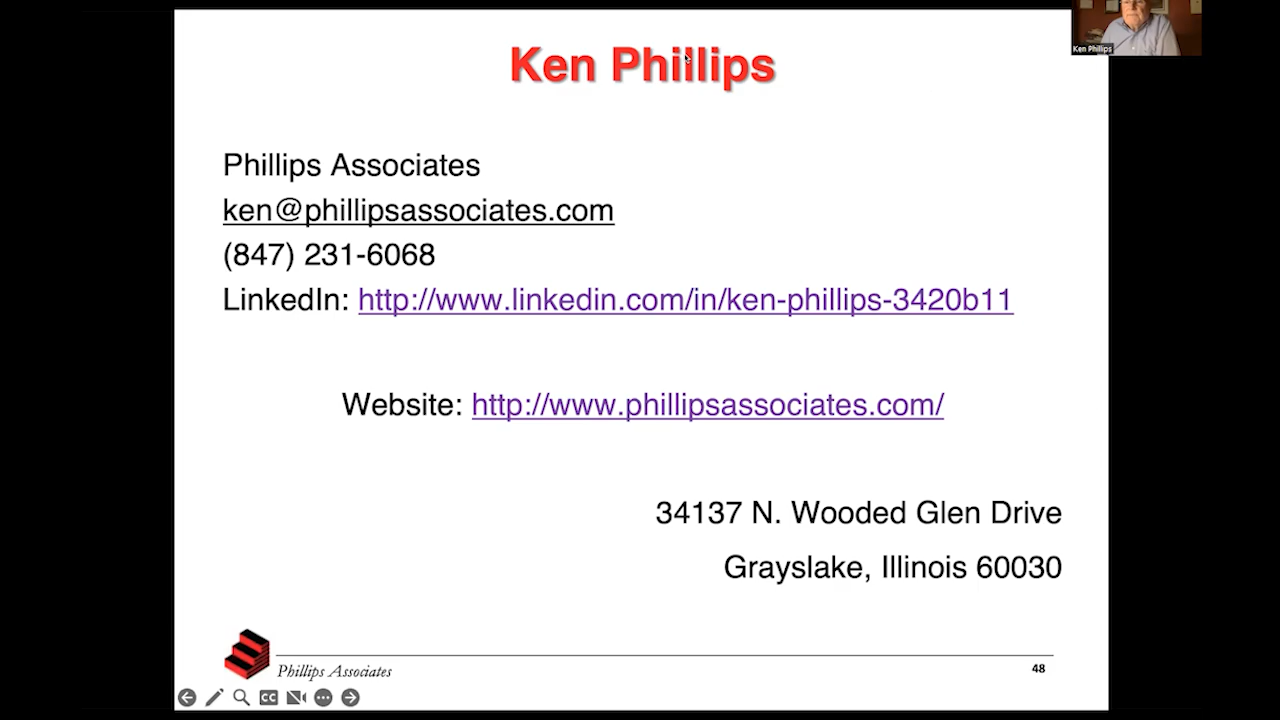 Ken Phillips
Ken Phillips
Phillips Associates
ken@phillipsassociates.com
(847) 231-6068
LinkedIn: http://www.linkedin.com/in/ken-phillips-3420b11
Website: http://www.phillipsassociates.com/
34137 N. Wooded Glen Drive
Grayslake, Illinois 60030
Phillips Associates
48
CC